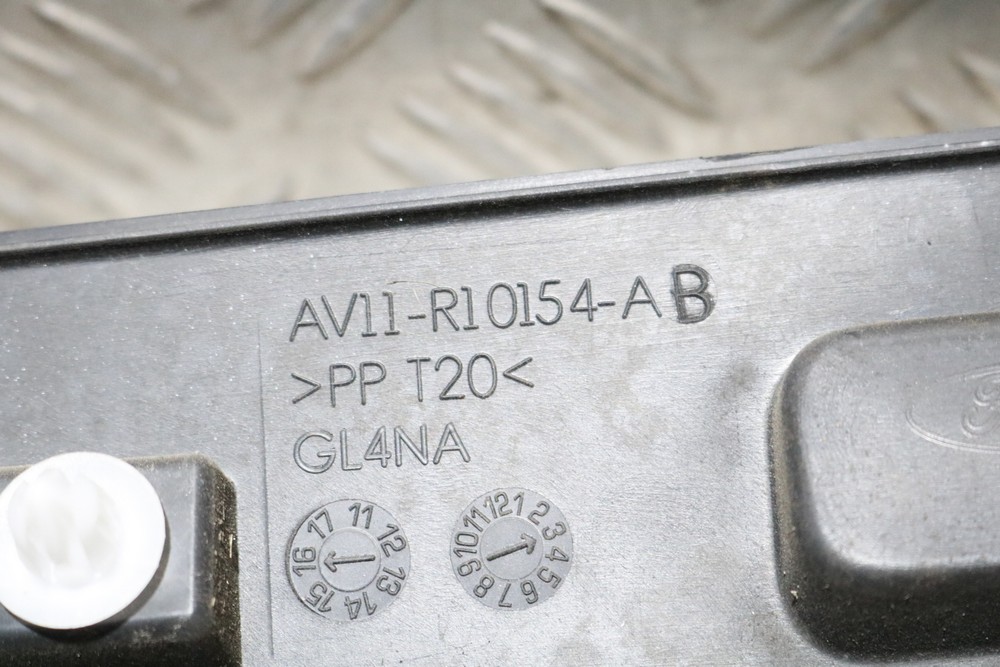 AV11-R10154-AB
>PP T20<
GL4NA
11 12 13 14 15 16 17
12 1 2 3 4 5 6 7 8 9 10 11